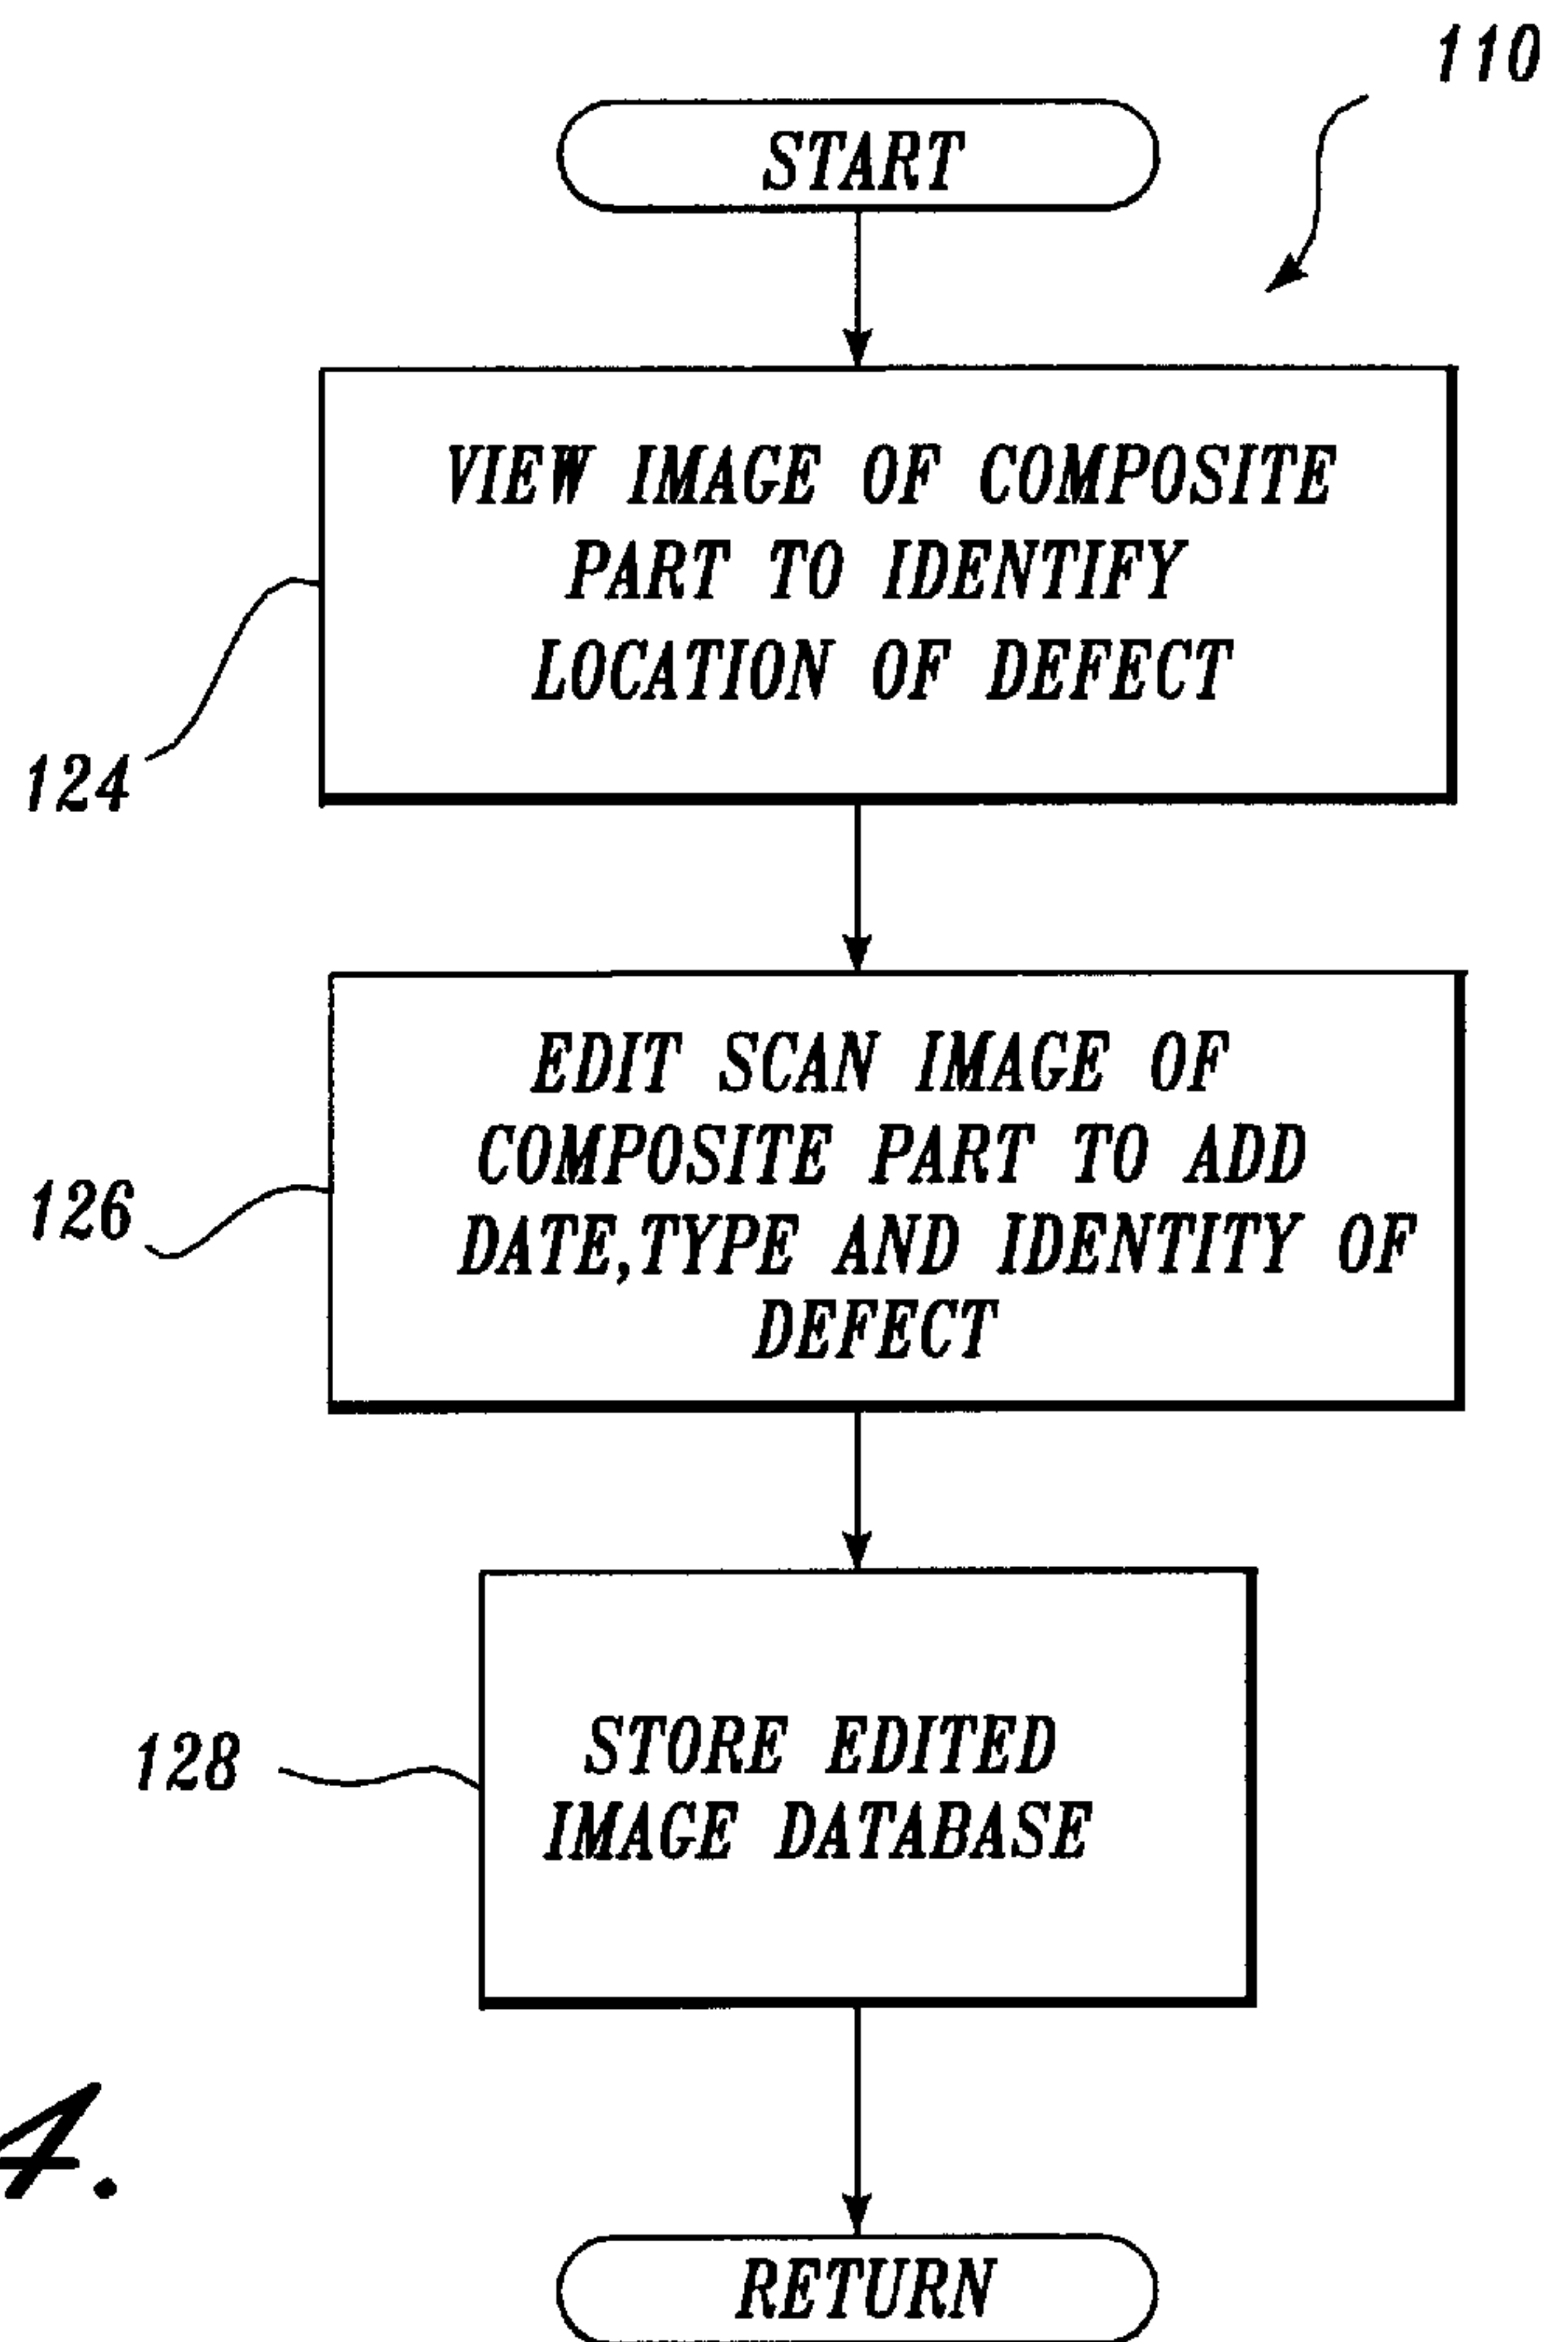 110
START
VIEW IMAGE OF COMPOSITE
PART TO IDENTIFY
LOCATION OF DEFECT
124
EDIT SCAN IMAGE OF
COMPOSITE PART TO ADD
DATE,TYPE AND IDENTITY OF
DEFECT
126
STORE EDITED
IMAGE DATABASE
128
4.
RETURN